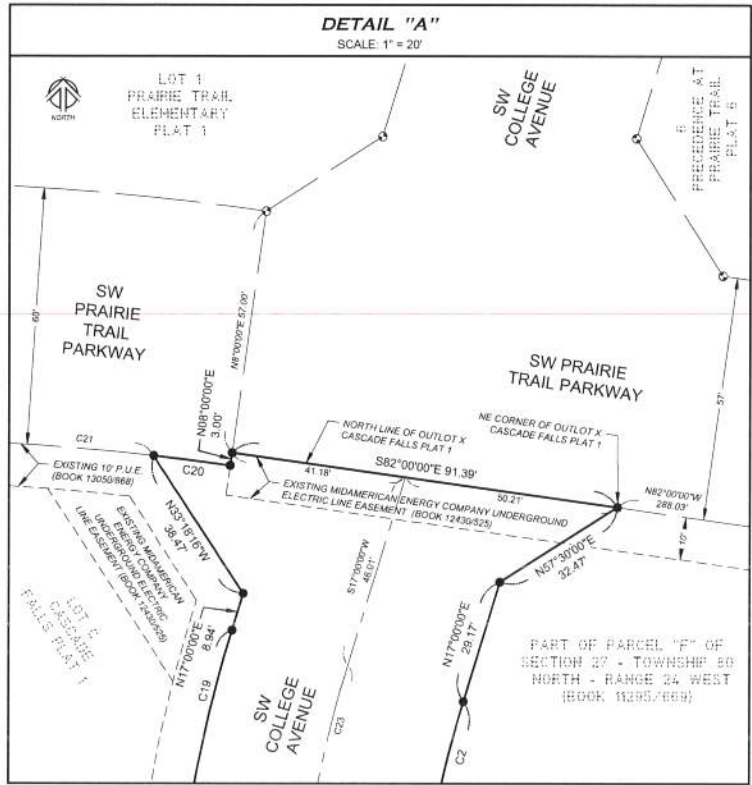 DETAIL "A"
SCALE: 1" = 20'
NORTH
LOT 1
PRAIRIE TRAIL
ELEMENTARY
PLAT 1
SW
COLLEGE
AVENUE
6
PRECEDENCE AT
PRAIRIE TRAIL
PLAT 6
60'
SW
PRAIRIE
TRAIL
PARKWAY
N8°00'00"E 57.00'
SW PRAIRIE
TRAIL PARKWAY
57'
N08°00'00"E
3.00'
NORTH LINE OF OUTLOT X
CASCADE FALLS PLAT 1
NE CORNER OF OUTLOT X
CASCADE FALLS PLAT 1
C21
C20
S82°00'00"E 91.39'
41.18'
50.21'
N82°00'00"W
288.03'
10'
EXISTING 10' P.U.E.
(BOOK 13050/868)
EXISTING MIDAMERICAN ENERGY COMPANY UNDERGROUND
ELECTRIC LINE EASEMENT (BOOK 12430/525)
N33°18'16"W
38.47'
EXISTING MIDAMERICAN
ENERGY COMPANY
UNDERGROUND ELECTRIC
LINE EASEMENT (BOOK 12430/525)
S17°00'00"W
46.01'
N57°30'00"E
32.47'
LOT C
CASCADE
FALLS PLAT 1
N17°00'00"E
8.94'
N17°00'00"E
29.17'
PART OF PARCEL "F" OF
SECTION 27 - TOWNSHIP 80
NORTH - RANGE 24 WEST
(BOOK 11295/669)
C19
SW
COLLEGE
AVENUE
C23
C2